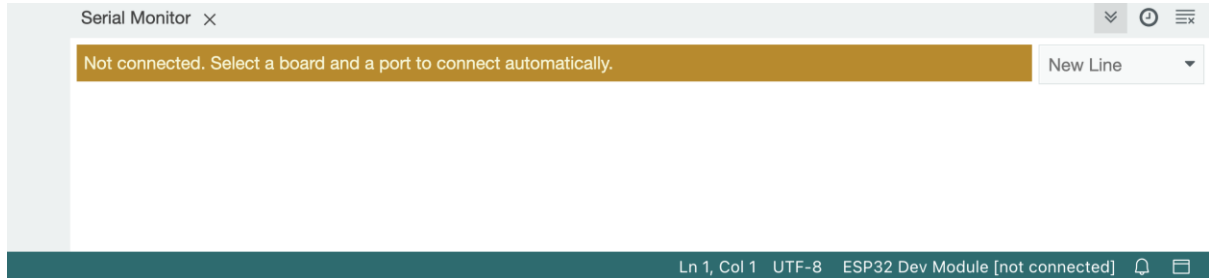 Serial Monitor
Not connected. Select a board and a port to connect automatically.
New Line
Ln 1, Col 1 UTF-8 ESP32 Dev Module [not connected]